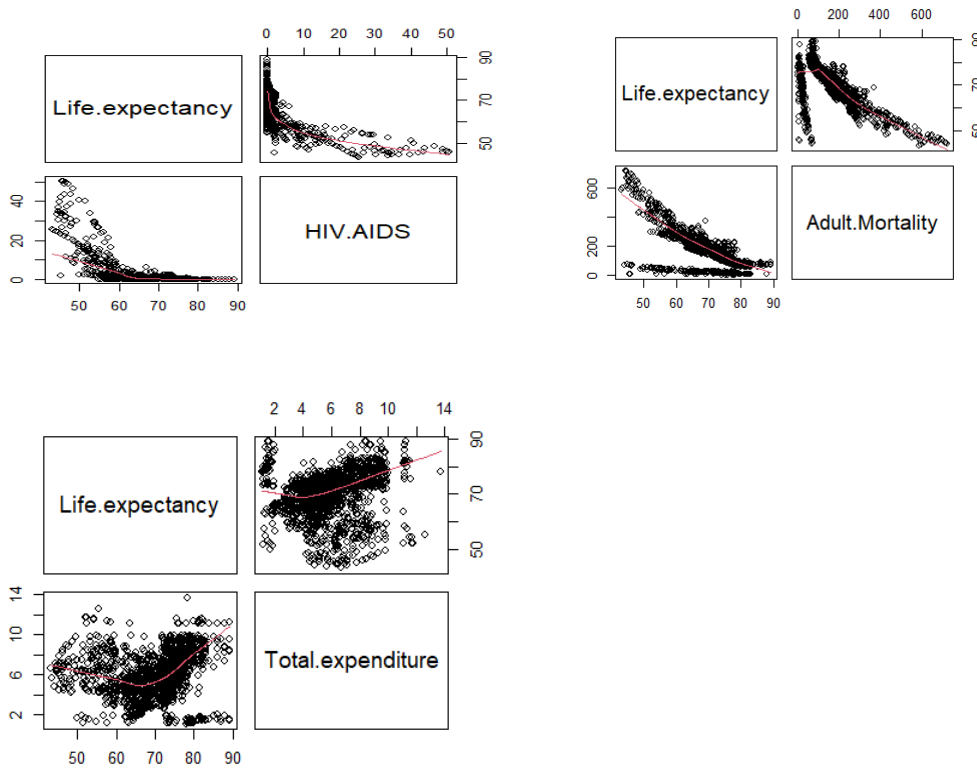 0 10 20 30 40 50
Life.expectancy
50 70 90
0 20 40
HIV.AIDS
50 60 70 80 90
0 200 400 600
Life.expectancy
0 200 600
Adult.Mortality
50 60 70 80 90
2 4 6 8 10 14
Life.expectancy
50 70 90
2 6 10 14
Total.expenditure
50 60 70 80 90